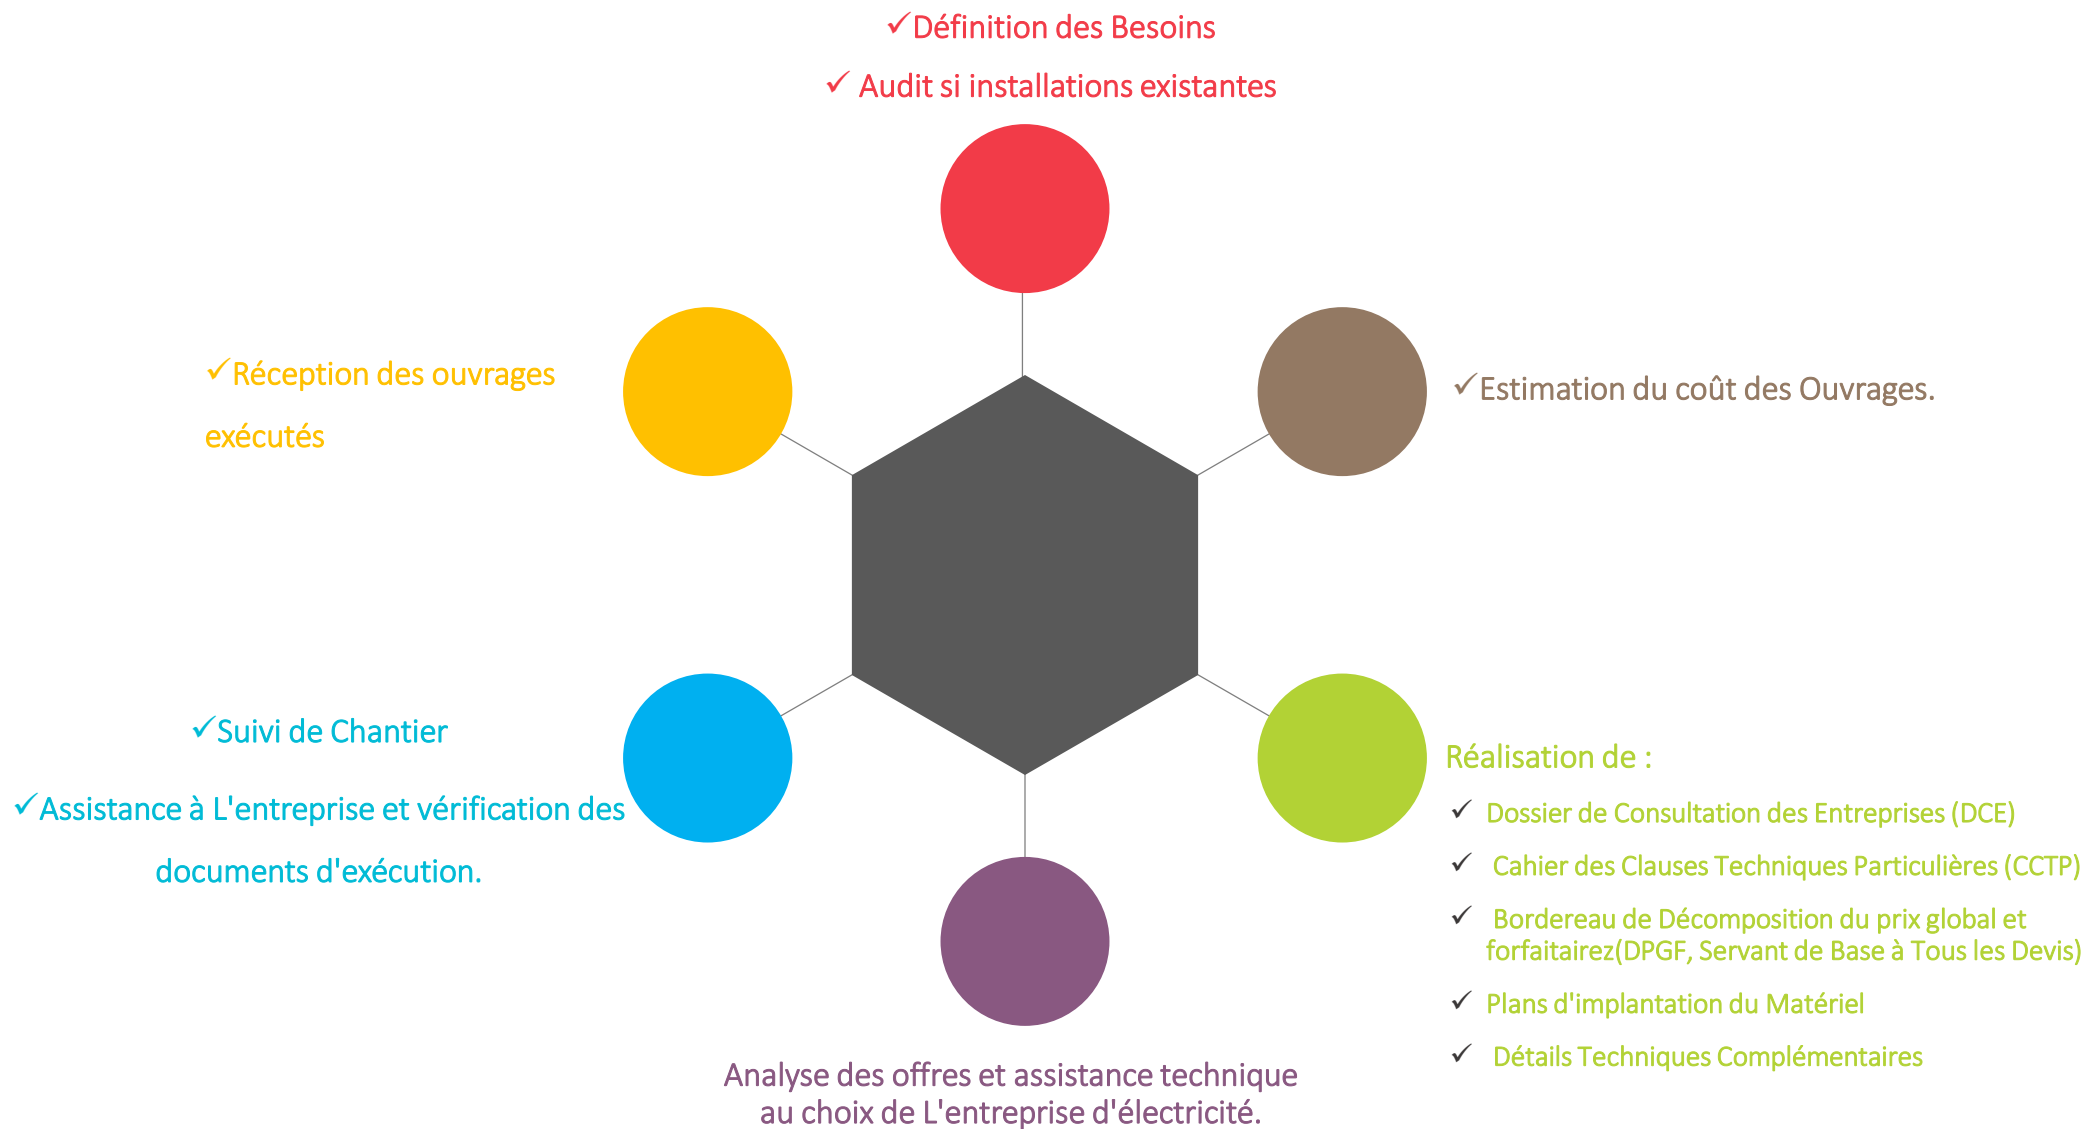 ✓Définition des Besoins
✓ Audit si installations existantes
✓Réception des ouvrages
exécutés
✓Estimation du coût des Ouvrages.
✓Suivi de Chantier
✓Assistance à L'entreprise et vérification des
documents d'exécution.
Réalisation de :
✓ Dossier de Consultation des Entreprises (DCE)
✓ Cahier des Clauses Techniques Particulières (CCTP)
✓ Bordereau de Décomposition du prix global et
forfaitairez(DPGF, Servant de Base à Tous les Devis)
✓ Plans d'implantation du Matériel
✓ Détails Techniques Complémentaires
Analyse des offres et assistance technique
au choix de L'entreprise d'électricité.